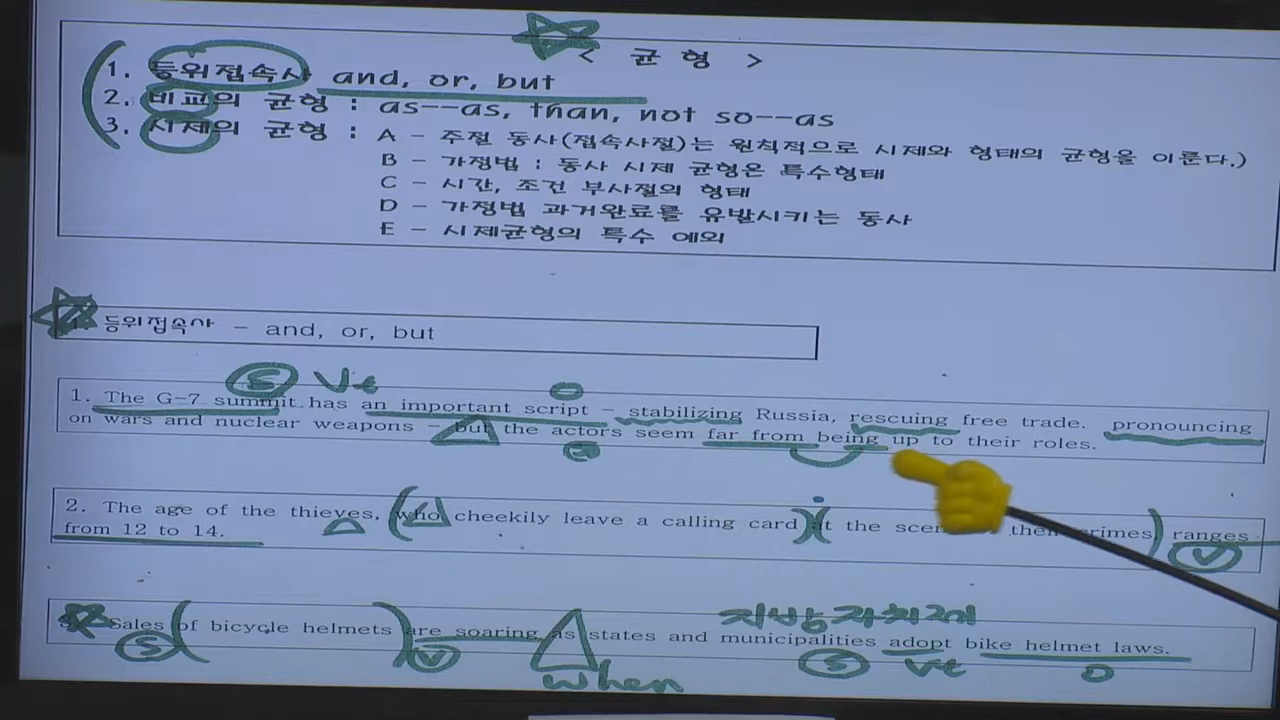 < 균 형 >
1. 등위접속사 and, or, but
2. 비교의 균형 : as--as, than, not so--as
3. 시제의 균형 : A - 주절 동사(접속사절)는 원칙적으로 시제와 형태의 균형을 이룬다.)
B - 가정법 : 동사 시제 균형은 특수형태
C - 시간, 조건 부사절의 형태
D - 가정법 과거완료를 유발시키는 동사
E - 시제균형의 특수 예외
등위접속사 - and, or, but
S Vt O
1. The G-7 summit has an important script - stabilizing Russia, rescuing free trade. pronouncing
on wars and nuclear weapons - but the actors seem far from being up to their roles.
2. The age of the thieves, who cheekily leave a calling card at the their crimes, ranges
V
from 12 to 14.
지방자치제
Sales of bicycle helmets are soaring as states and municipalities adopt bike helmet laws.
S V when S Vt O